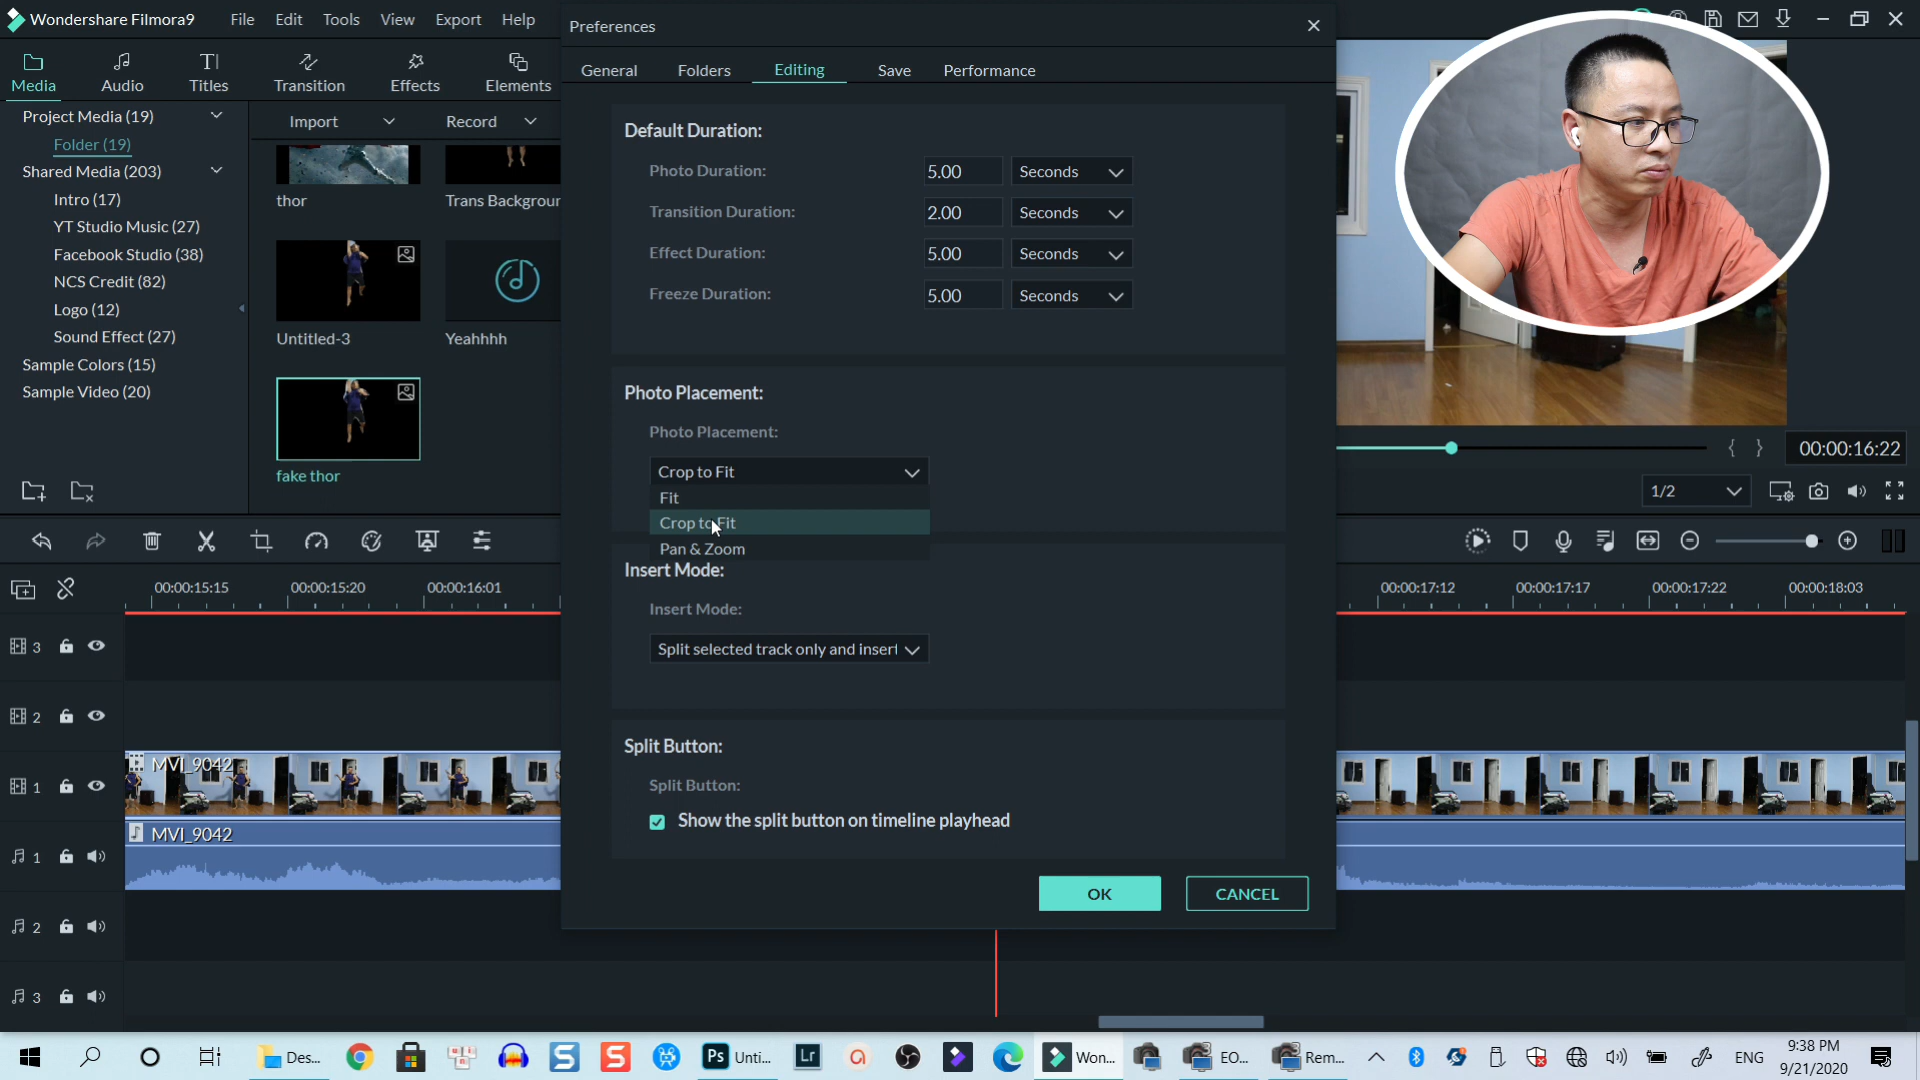 Wondershare Filmora9 File Edit Tools View Export Help
Preferences
Media Audio Titles Transition Effects Elements
General Folders Editing Save Performance
Project Media (19)
Folder (19)
Shared Media (203)
Intro (17)
YT Studio Music (27)
Facebook Studio (38)
NCS Credit (82)
Logo (12)
Sound Effect (27)
Sample Colors (15)
Sample Video (20)
Import Record
thor
Trans Backgroun
Untitled-3
Yeahhhh
fake thor
Default Duration:
Photo Duration: 5.00 Seconds
Transition Duration: 2.00 Seconds
Effect Duration: 5.00 Seconds
Freeze Duration: 5.00 Seconds
Photo Placement:
Photo Placement:
Crop to Fit
Fit
Crop to Fit
Pan & Zoom
Insert Mode:
Insert Mode:
Split selected track only and insert
Split Button:
Split Button:
Show the split button on timeline playhead
OK CANCEL
{ } 00:00:16:22
1/2
00:00:15:15 00:00:15:20 00:00:16:01 00:00:17:12 00:00:17:17 00:00:17:22 00:00:18:03
3
2
1
MVI_9042
1
MVI_9042
2
3
Des... Ps Unti... Lr Won... EO... Rem... ENG
9:38 PM
9/21/2020